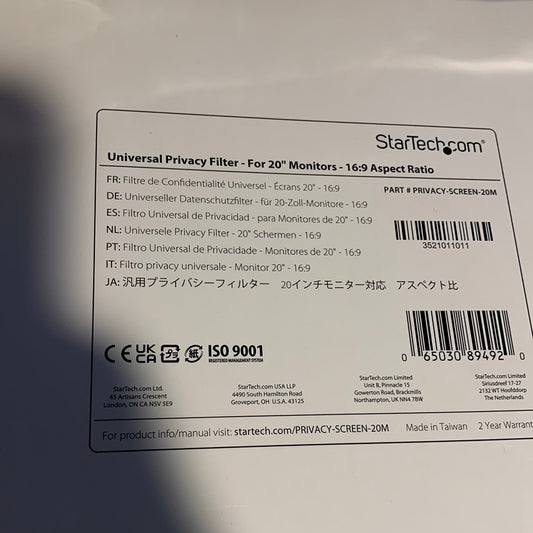 StarTech.com®
Universal Privacy Filter - For 20" Monitors - 16:9 Aspect Ratio
FR: Filtre de Confidentialité Universel - Écrans 20" - 16:9
PART # PRIVACY-SCREEN-20M
DE: Universeller Datenschutzfilter - für 20-Zoll-Monitore - 16:9
ES: Filtro Universal de Privacidad - para Monitores de 20" - 16:9
NL: Universele Privacy Filter - 20" Schermen - 16:9
PT: Filtro Universal de Privacidade - Monitores de 20" - 16:9
IT: Filtro privacy universale - Monitor 20" - 16:9
JA: 汎用プライバシーフィルター 20インチモニター対応 アスペクト比
3521011011
CE UK CA プラ 紙 ISO 9001
REGISTERED MANAGEMENT SYSTEM
0 65030 89492 0
StarTech.com Ltd.
45 Artisans Crescent
London, ON CA N5V 5E9
StarTech.com USA LLP
4490 South Hamilton Road
Groveport, OH U.S.A. 43125
StarTech.com Limited
Unit B, Pinnacle 15
Gowerton Road, Brackmills
Northampton, UK NN4 7BW
StarTech.com Limited
Siriusdreef 17-27
2132 WT Hoofddorp
The Netherlands
For product info/manual visit: startech.com/PRIVACY-SCREEN-20M
Made in Taiwan
2 Year Warrant